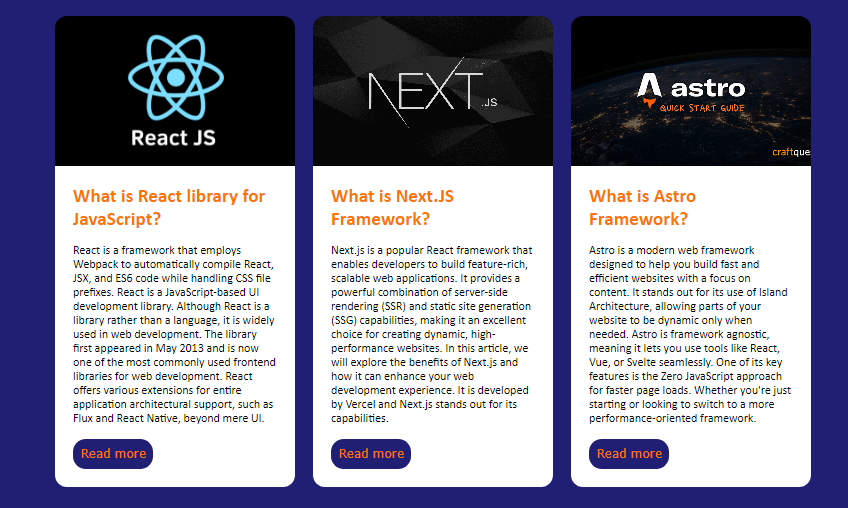 React JS
What is React library for
JavaScript?
React is a framework that employs
Webpack to automatically compile React,
JSX, and ES6 code while handling CSS file
prefixes. React is a JavaScript-based UI
development library. Although React is a
library rather than a language, it is widely
used in web development. The library
first appeared in May 2013 and is now
one of the most commonly used frontend
libraries for web development. React
offers various extensions for entire
application architectural support, such as
Flux and React Native, beyond mere UI.
Read more
NEXT.JS
What is Next.JS
Framework?
Next.js is a popular React framework that
enables developers to build feature-rich,
scalable web applications. It provides a
powerful combination of server-side
rendering (SSR) and static site generation
(SSG) capabilities, making it an excellent
choice for creating dynamic, high-
performance websites. In this article, we
will explore the benefits of Next.js and
how it can enhance your web
development experience. It is developed
by Vercel and Next.js stands out for its
capabilities.
Read more
astro
QUICK START GUIDE
craftque
What is Astro
Framework?
Astro is a modern web framework
designed to help you build fast and
efficient websites with a focus on
content. It stands out for its use of Island
Architecture, allowing parts of your
website to be dynamic only when
needed. Astro is framework agnostic,
meaning it lets you use tools like React,
Vue, or Svelte seamlessly. One of its key
features is the Zero JavaScript approach
for faster page loads. Whether you're just
starting or looking to switch to a more
performance-oriented framework.
Read more